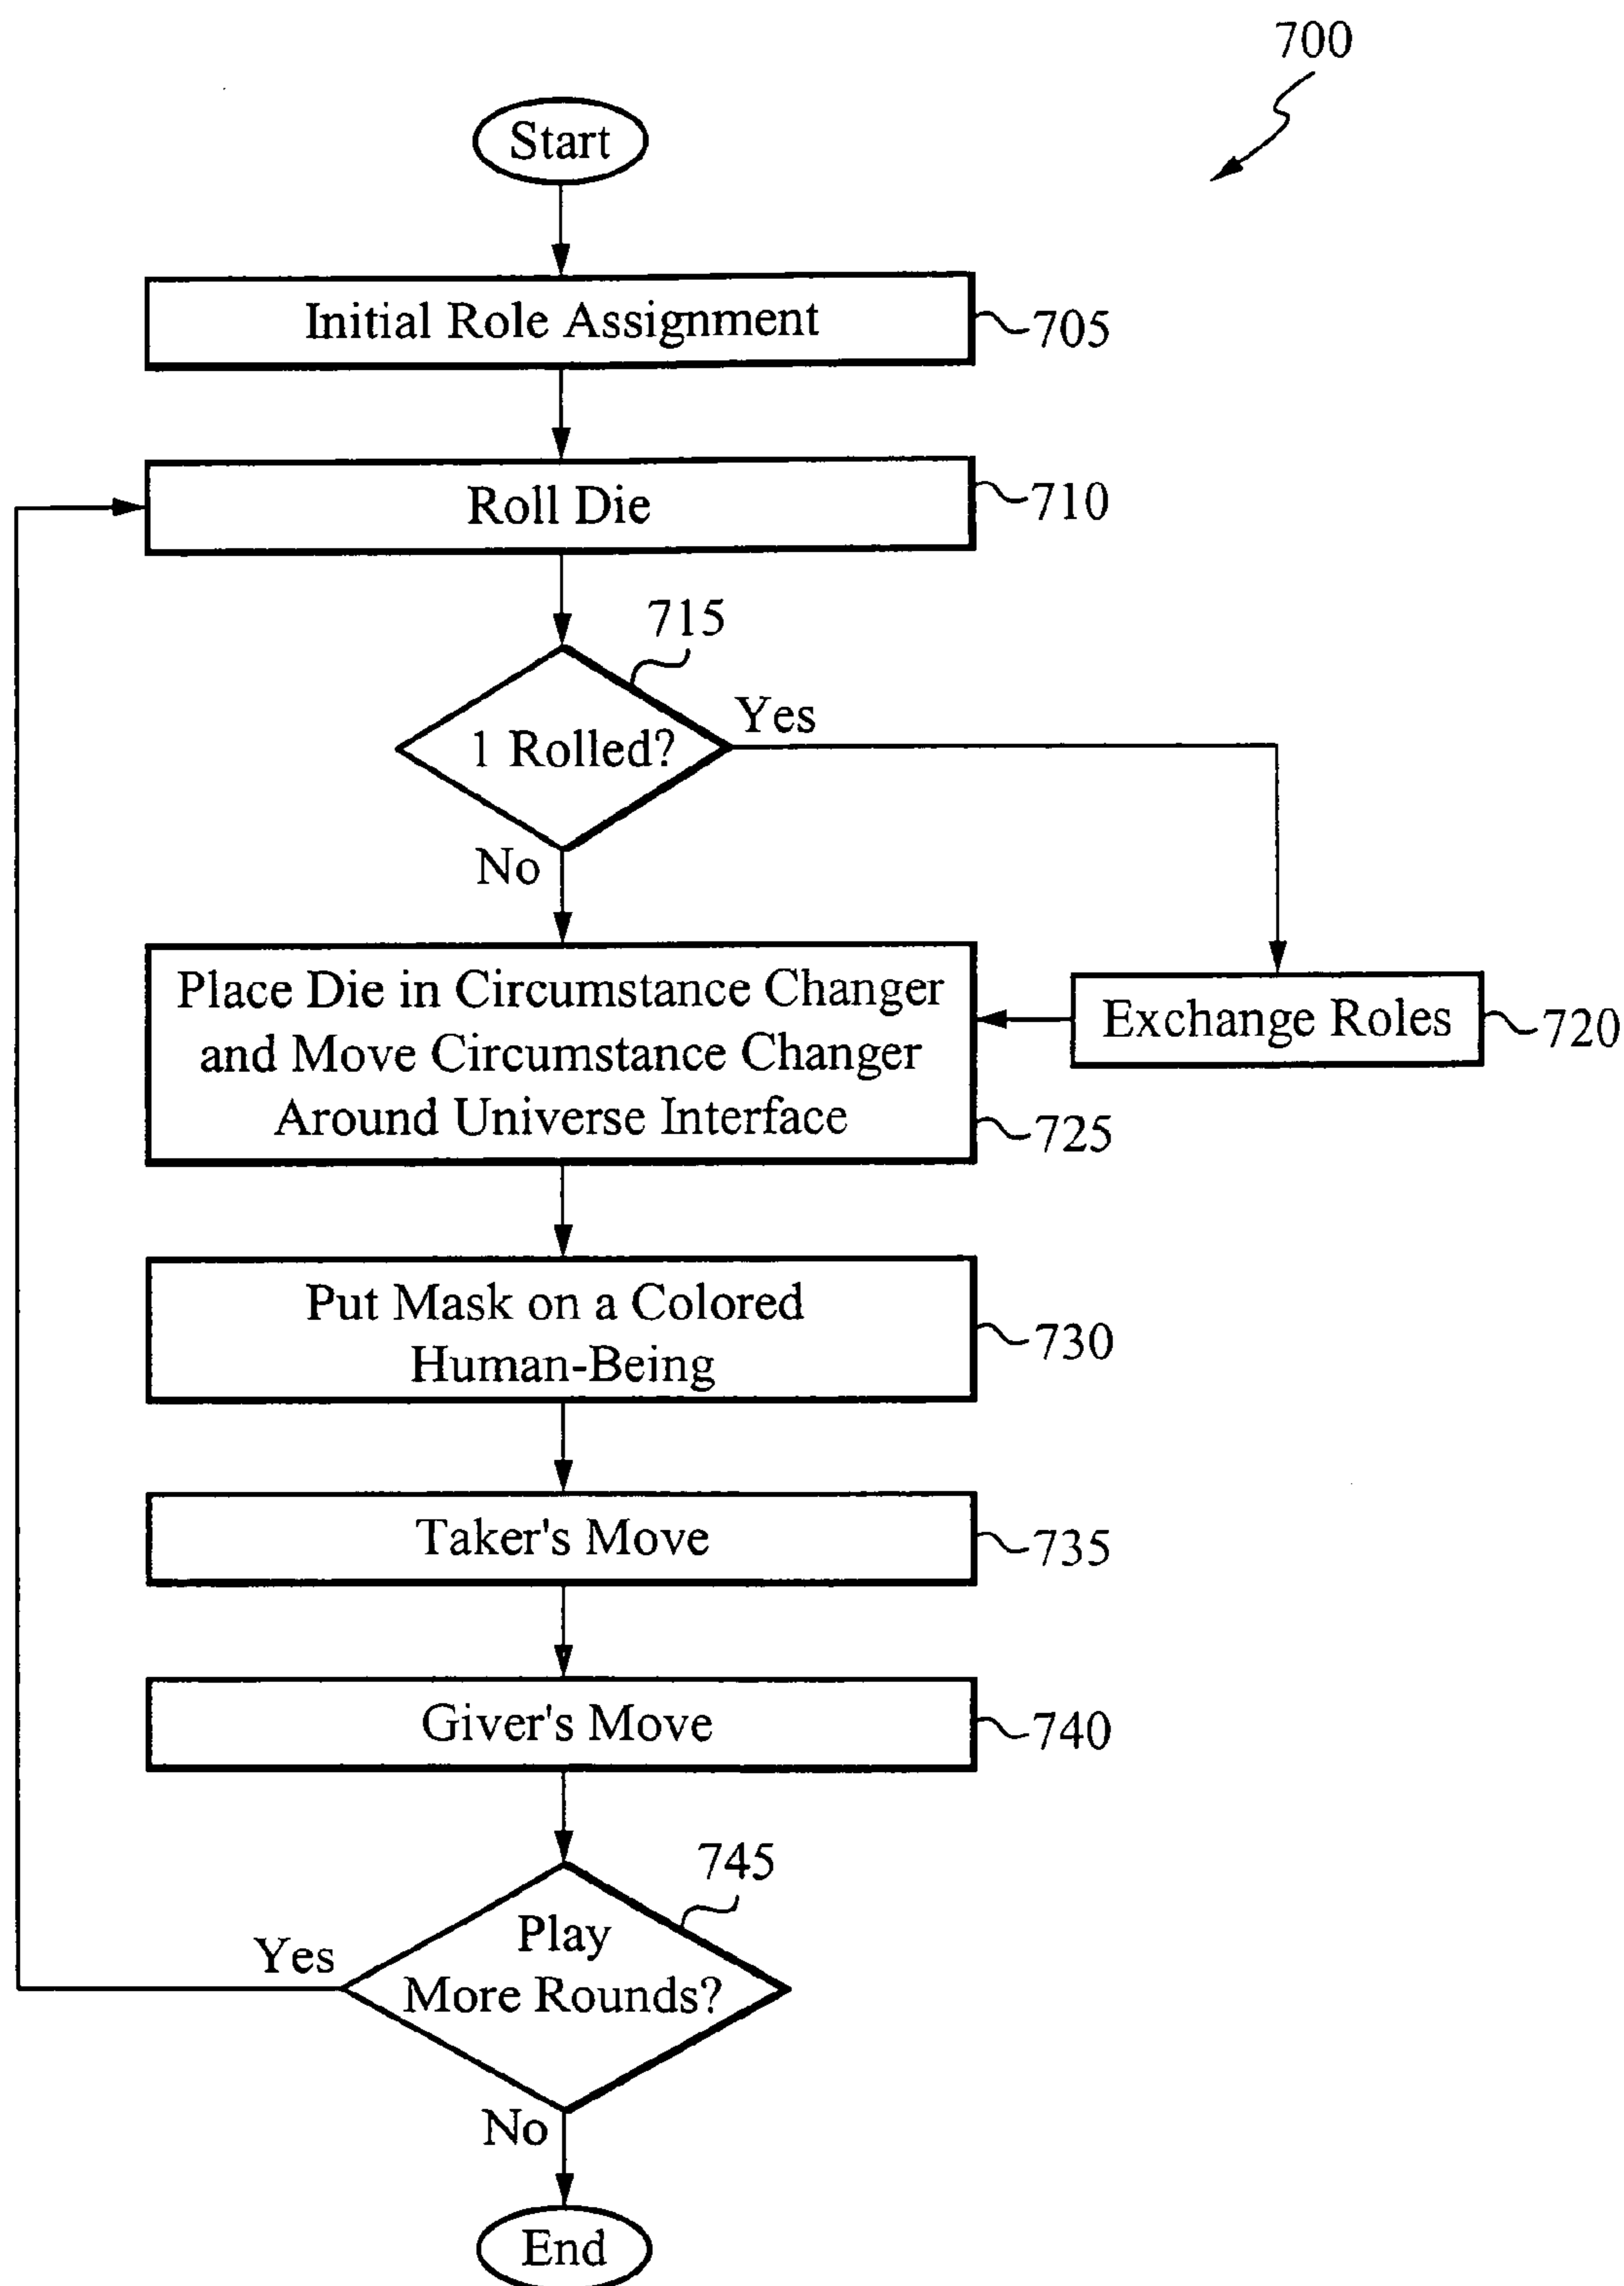 700
Start
Initial Role Assignment
705
Roll Die
710
715
1 Rolled?
Yes
No
Place Die in Circumstance Changer
and Move Circumstance Changer
Around Universe Interface
725
Exchange Roles
720
Put Mask on a Colored
Human-Being
730
Taker's Move
735
Giver's Move
740
745
Play
More Rounds?
Yes
No
End